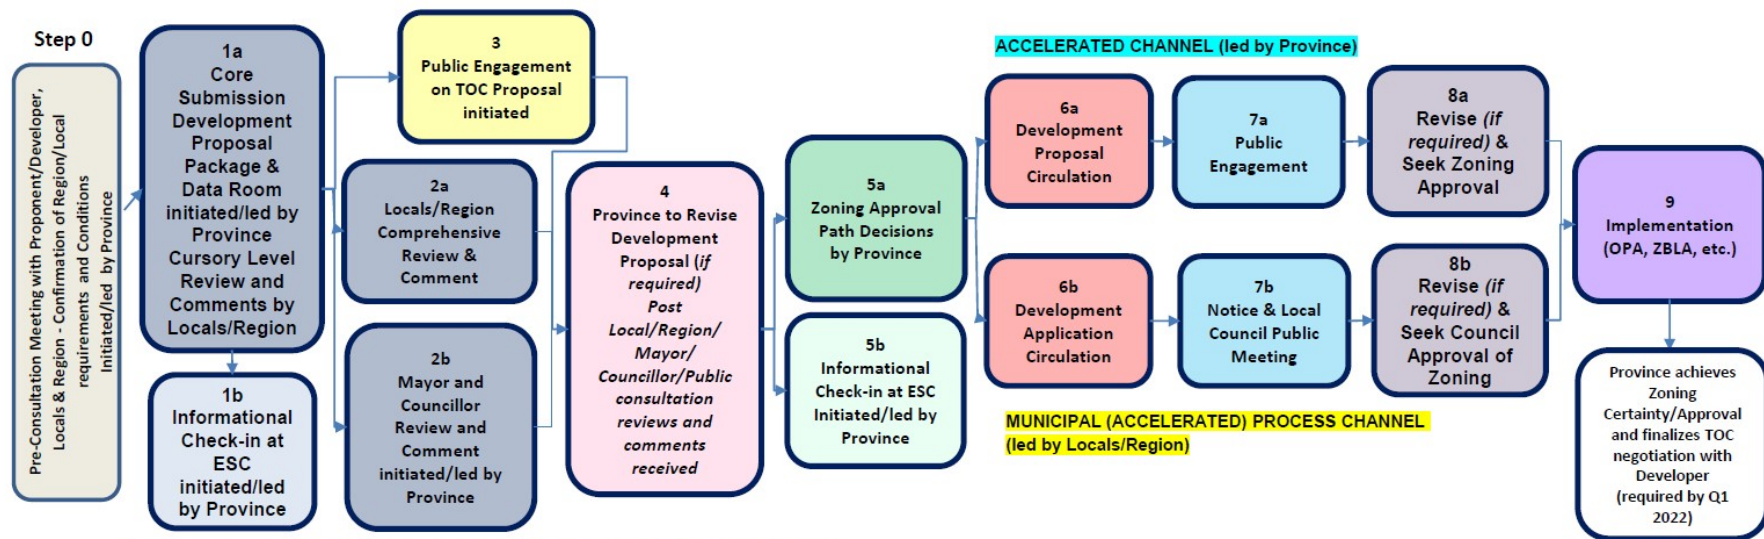 Step 0
Pre-Consultation Meeting with Proponent/Developer,
Locals & Region - Confirmation of Region/Local
requirements and Conditions
Initiated/led by Province
1a
Core
Submission
Development
Proposal
Package &
Data Room
initiated/led by
Province
Cursory Level
Review and
Comments by
Locals/Region
1b
Informational
Check-in at
ESC
initiated/led
by Province
3
Public Engagement
on TOC Proposal
initiated
2a
Locals/Region
Comprehensive
Review &
Comment
2b
Mayor and
Councillor
Review and
Comment
initiated/led by
Province
4
Province to Revise
Development
Proposal (if
required)
Post
Local/Region/
Mayor/
Councillor/Public
consultation
reviews and
comments
received
5a
Zoning Approval
Path Decisions
by Province
5b
Informational
Check-in at ESC
Initiated/led by
Province
ACCELERATED CHANNEL (led by Province)
6a
Development
Proposal
Circulation
7a
Public
Engagement
8a
Revise (if
required) &
Seek Zoning
Approval
6b
Development
Application
Circulation
7b
Notice & Local
Council Public
Meeting
8b
Revise (if
required) &
Seek Council
Approval of
Zoning
MUNICIPAL (ACCELERATED) PROCESS CHANNEL
(led by Locals/Region)
9
Implementation
(OPA, ZBLA, etc.)
Province achieves
Zoning
Certainty/Approval
and finalizes TOC
negotiation with
Developer
(required by Q1
2022)